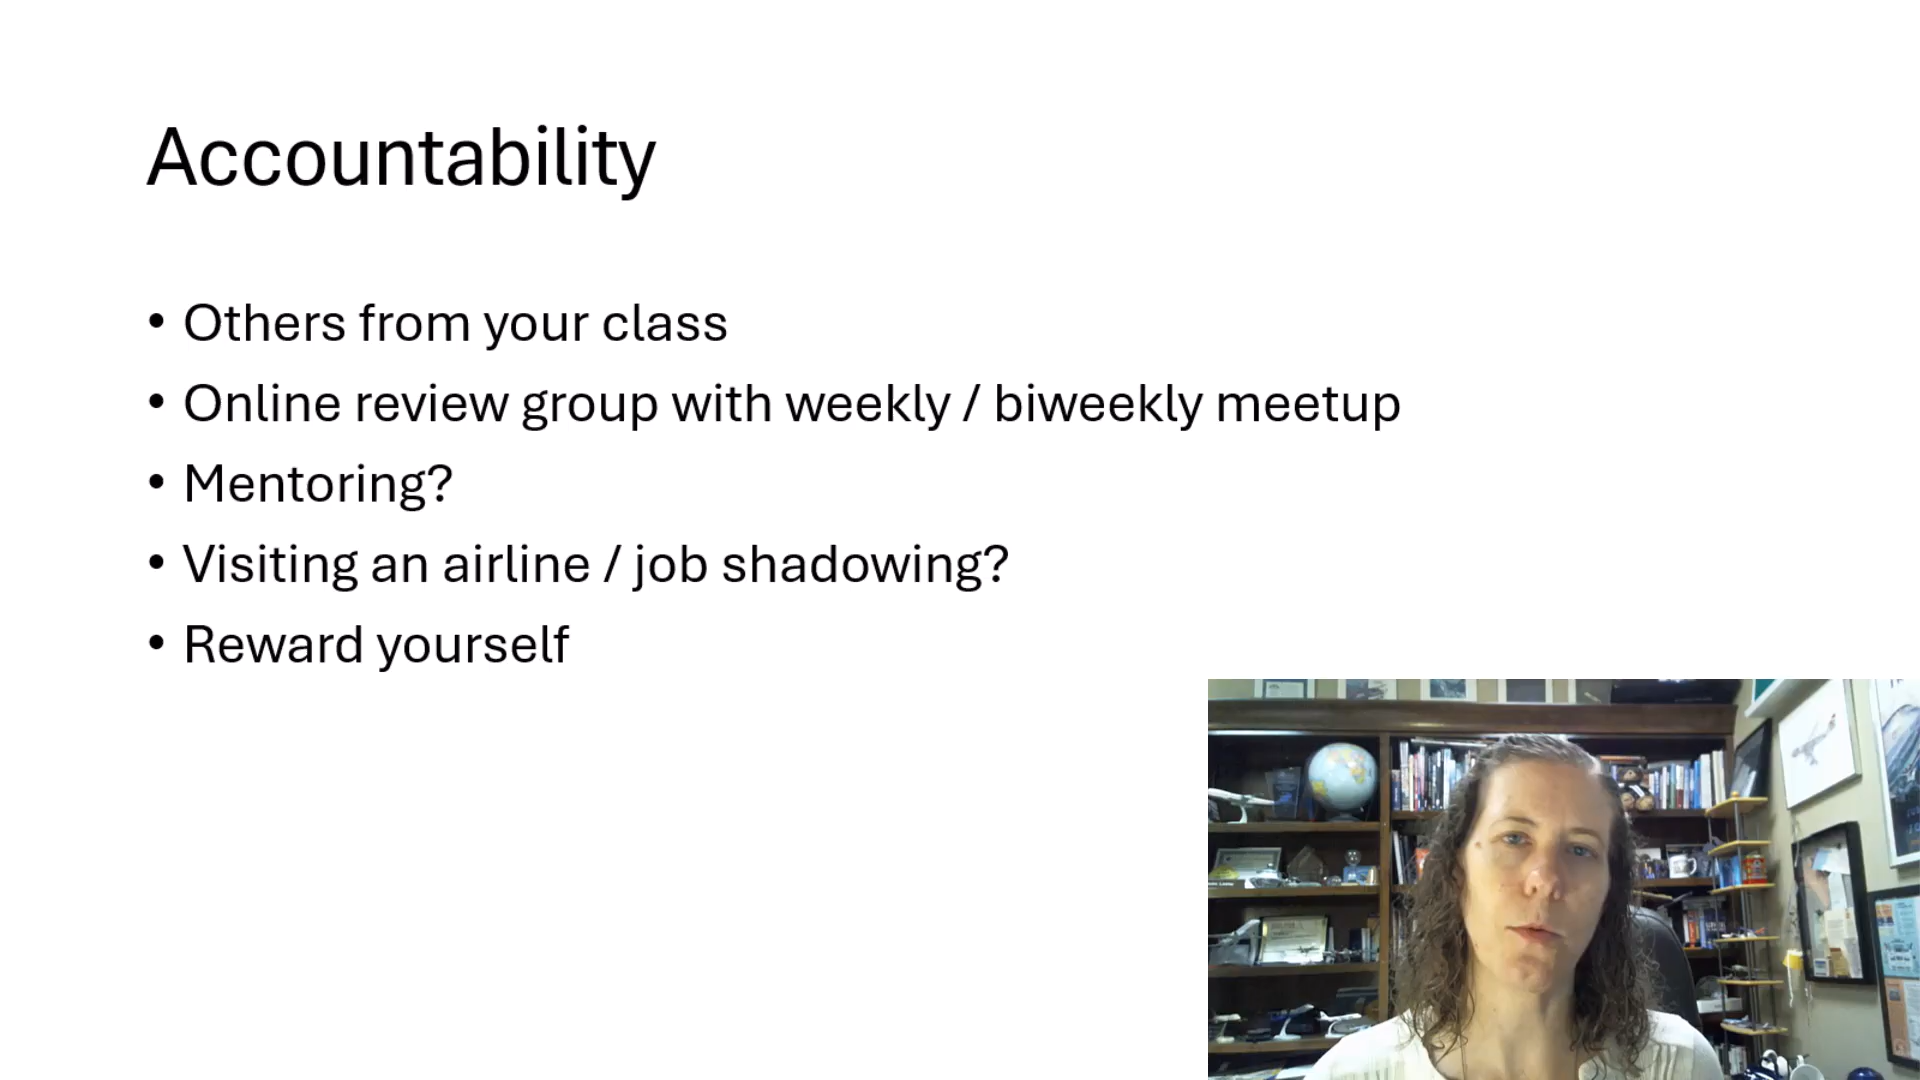 Accountability
• Others from your class
• Online review group with weekly / biweekly meetup
• Mentoring?
• Visiting an airline / job shadowing?
• Reward yourself